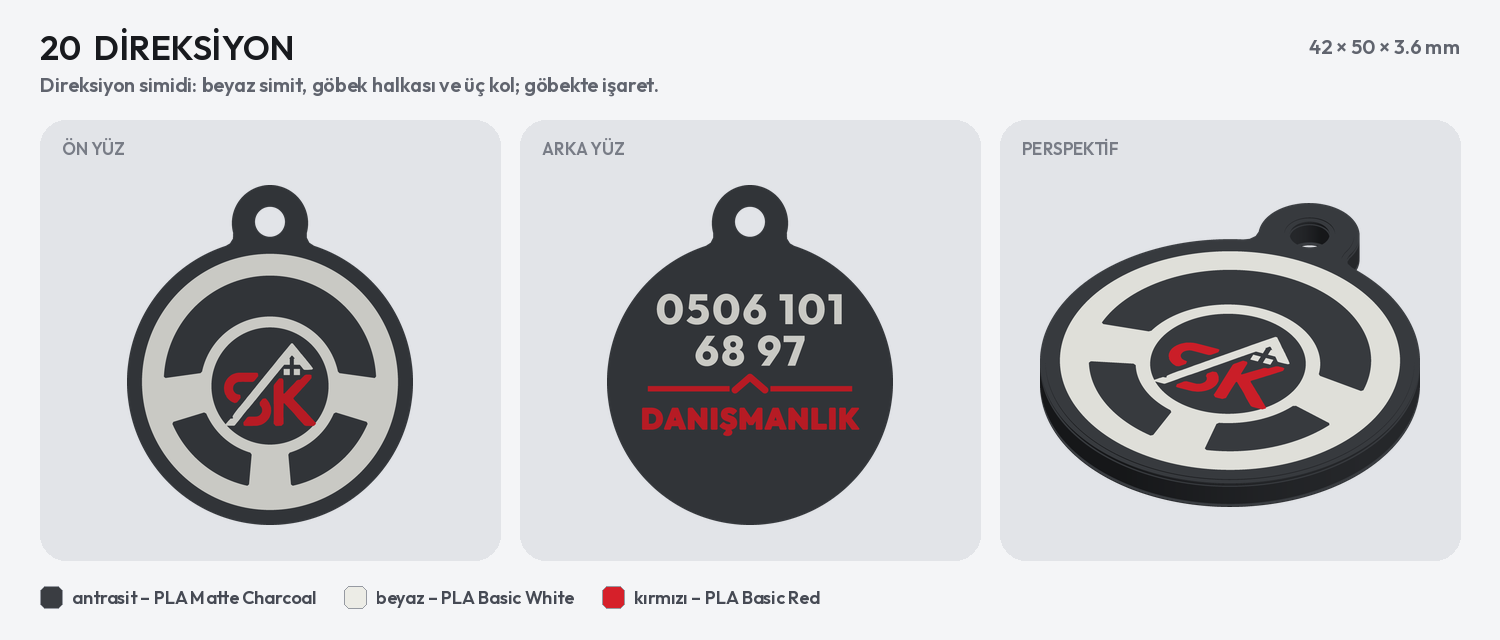 20 DİREKSİYON
42 × 50 × 3.6 mm
Direksiyon simidi: beyaz simit, göbek halkası ve üç kol; göbekte işaret.
ÖN YÜZ
SK
ARKA YÜZ
0506 101
68 97
DANIŞMANLIK
PERSPEKTİF
SK
antrasit – PLA Matte Charcoal
beyaz – PLA Basic White
kırmızı – PLA Basic Red